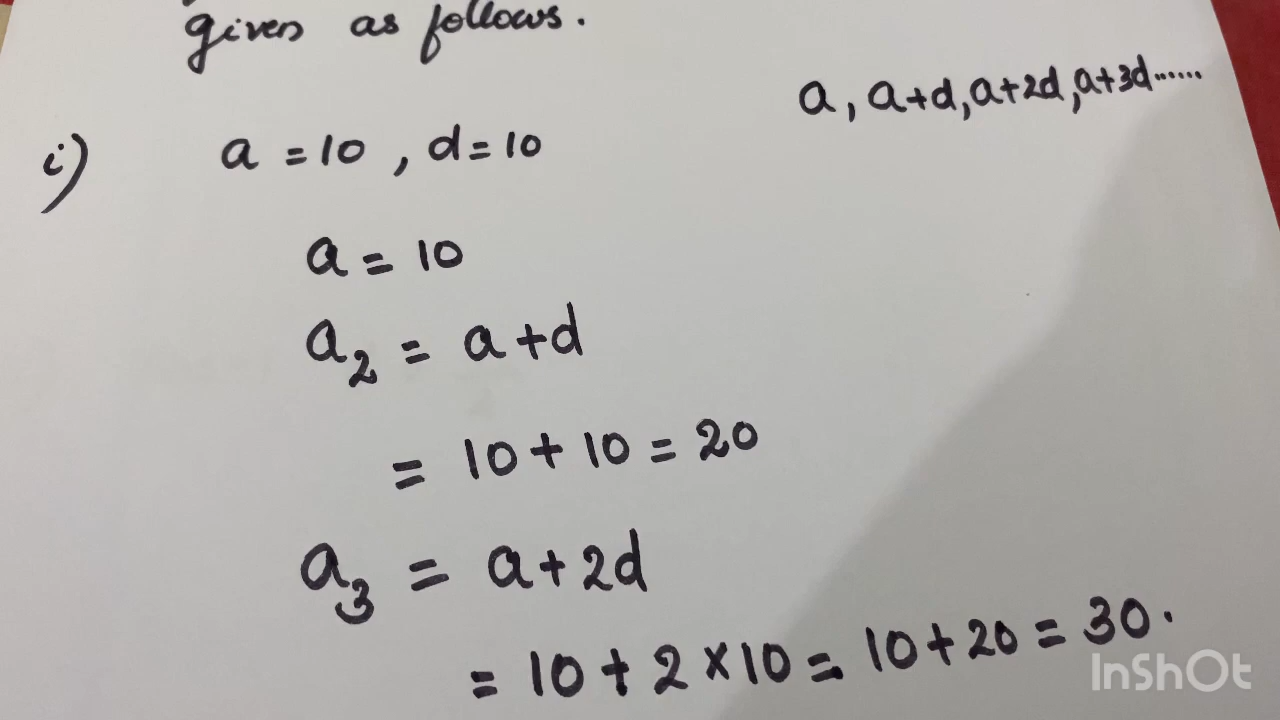 given as follows.
a, a+d, a+2d, a+3d......
i) a = 10 , d = 10
a = 10
a₂ = a + d
= 10 + 10 = 20
a₃ = a + 2d
= 10 + 2 × 10 = 10 + 20 = 30.
InShOt